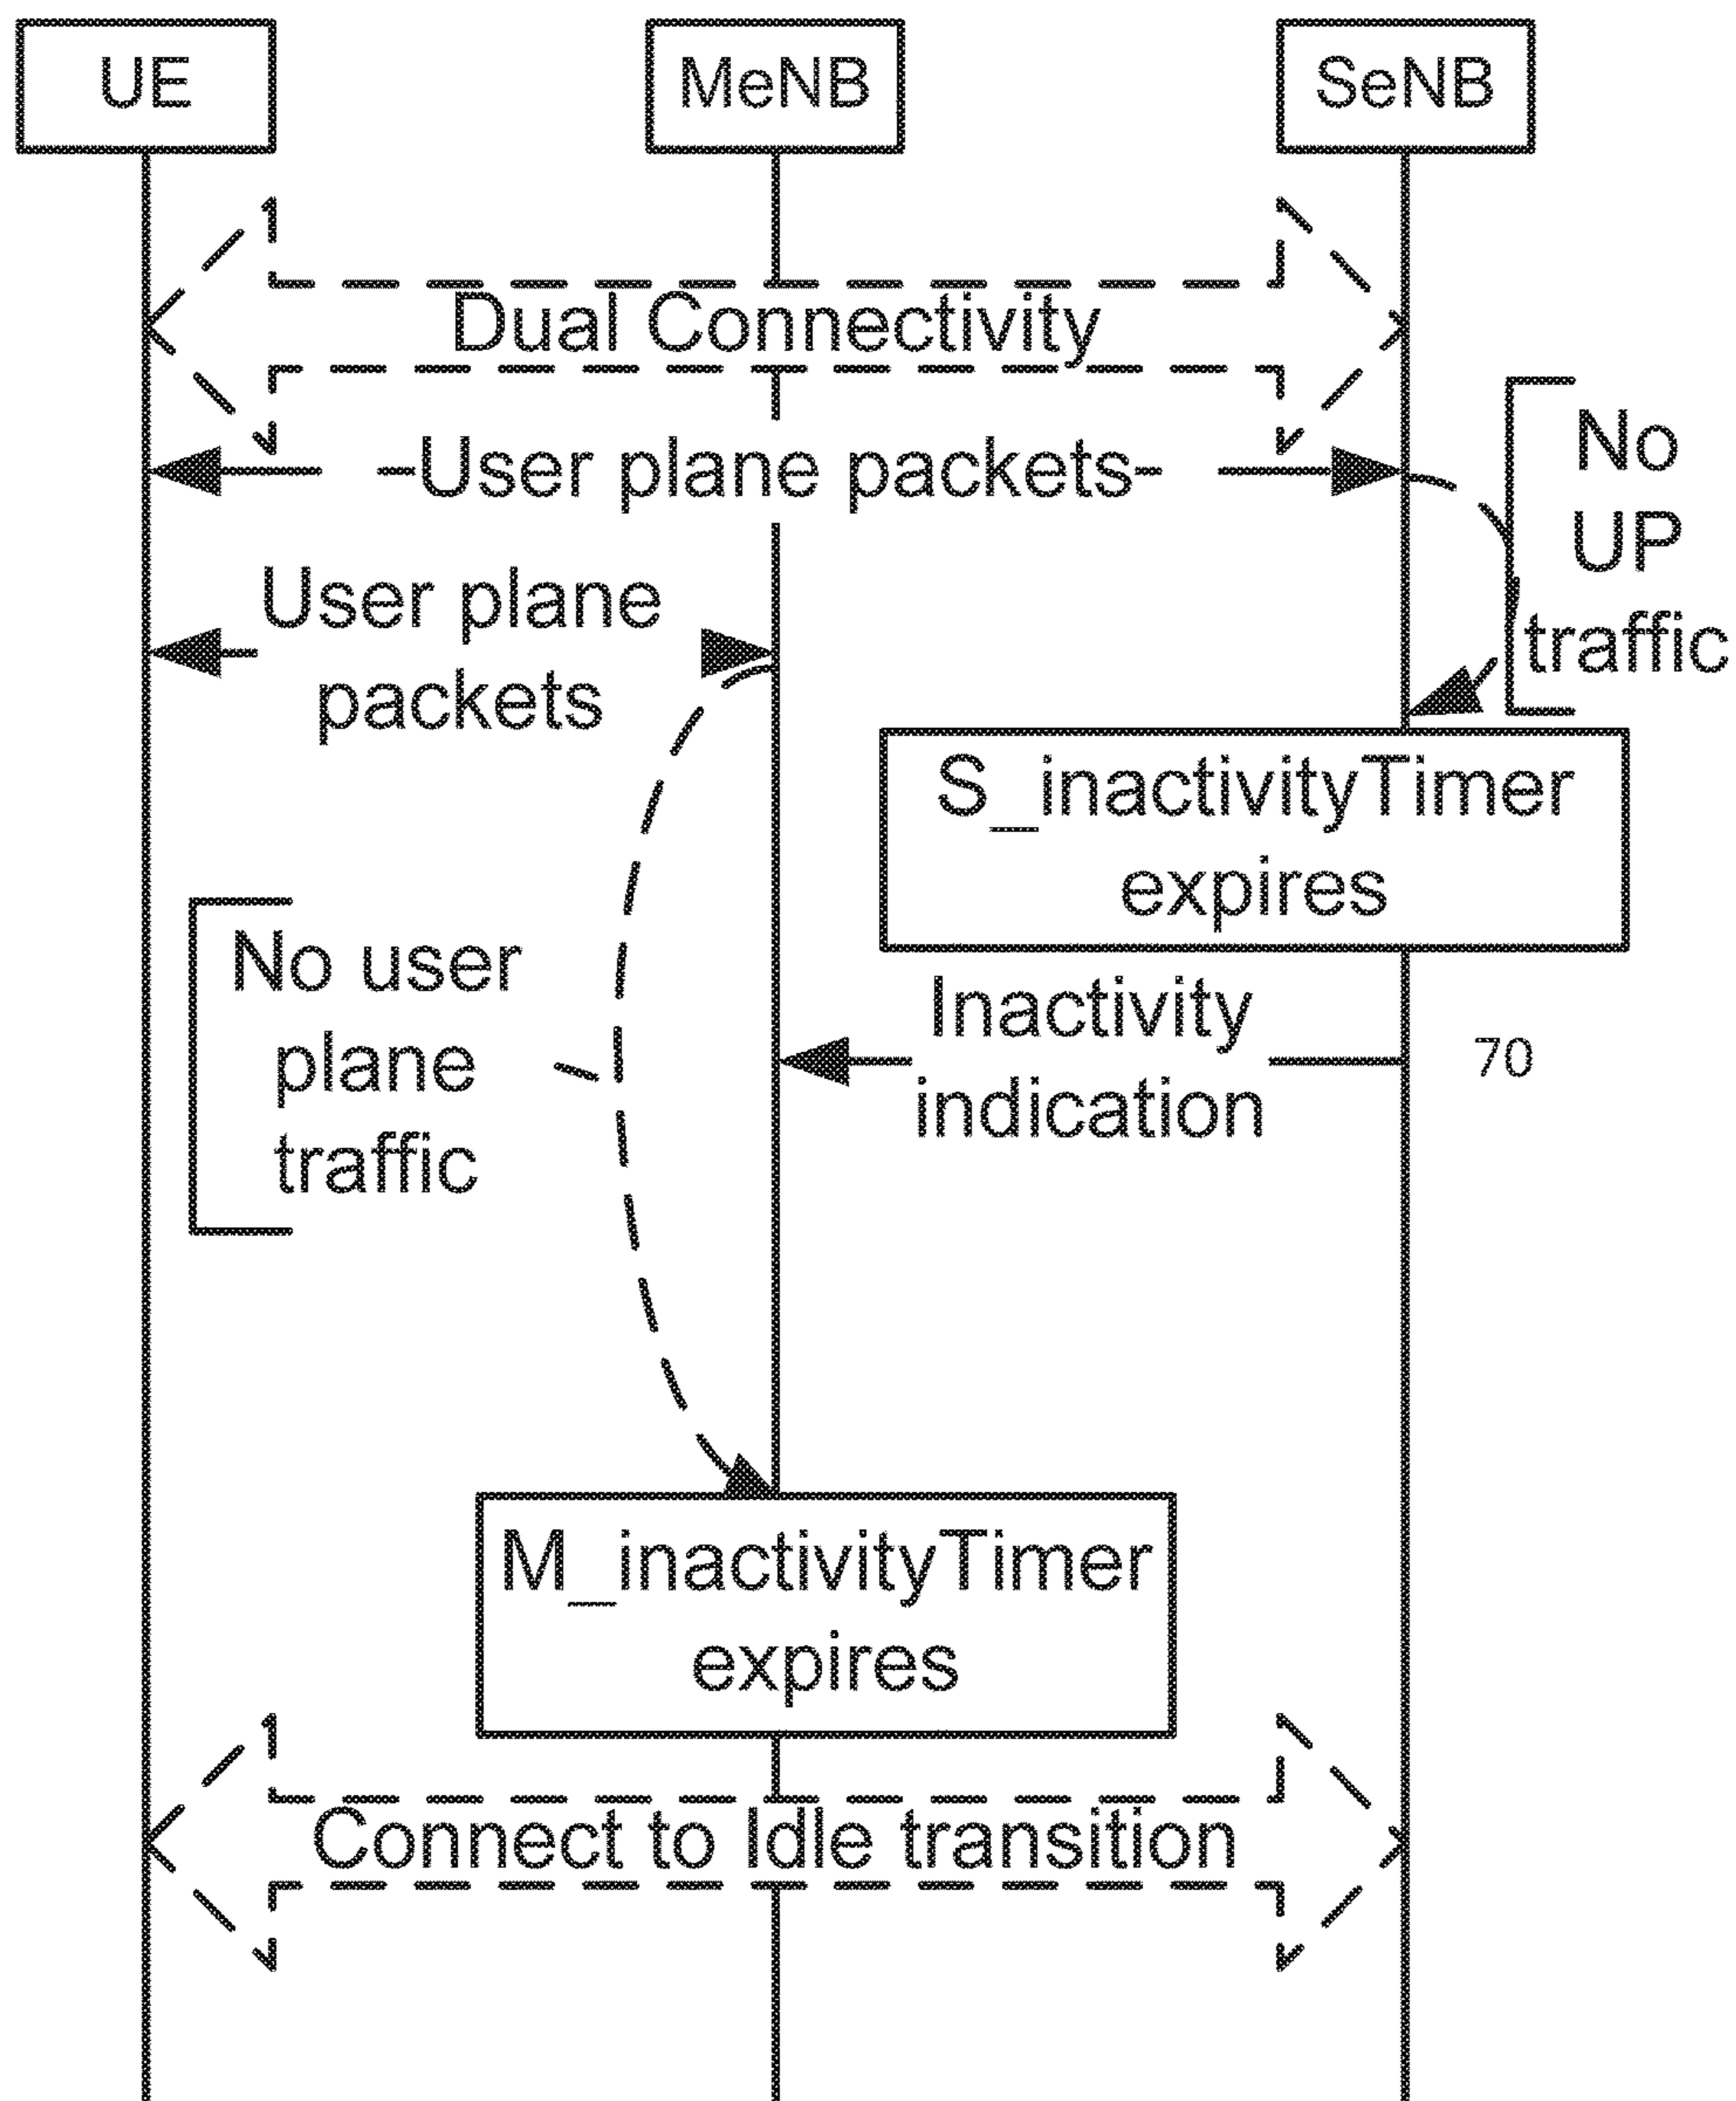 UE
MeNB
SeNB
Dual Connectivity
User plane packets
No
UP
traffic
User plane
packets
S_inactivityTimer
expires
No user
plane
traffic
Inactivity
indication
70
M_inactivityTimer
expires
Connect to Idle transition